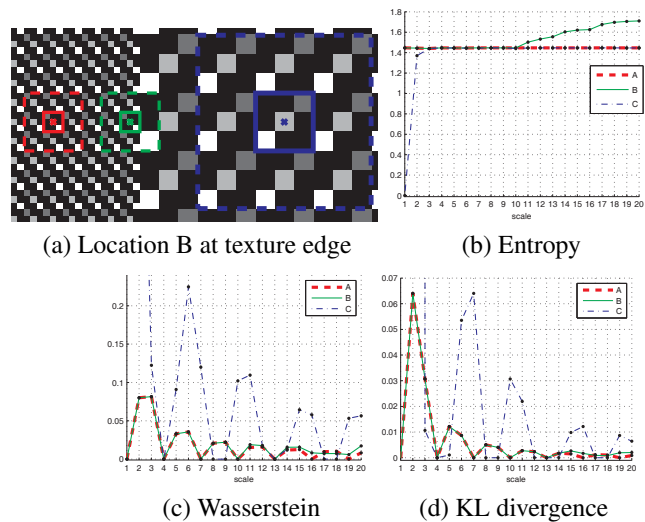 (a) Location B at texture edge
1.8
1.6
1.4
1.2
1
0.8
0.6
0.4
0.2
0
1 2 3 4 5 6 7 8 9 10 11 12 13 14 15 16 17 18 19 20
scale
A
B
C
(b) Entropy
0.2
0.15
0.1
0.05
0
1 2 3 4 5 6 7 8 9 10 11 12 13 14 15 16 17 18 19 20
scale
A
B
C
(c) Wasserstein
0.07
0.06
0.05
0.04
0.03
0.02
0.01
0
1 2 3 4 5 6 7 8 9 10 11 12 13 14 15 16 17 18 19 20
scale
A
B
C
(d) KL divergence